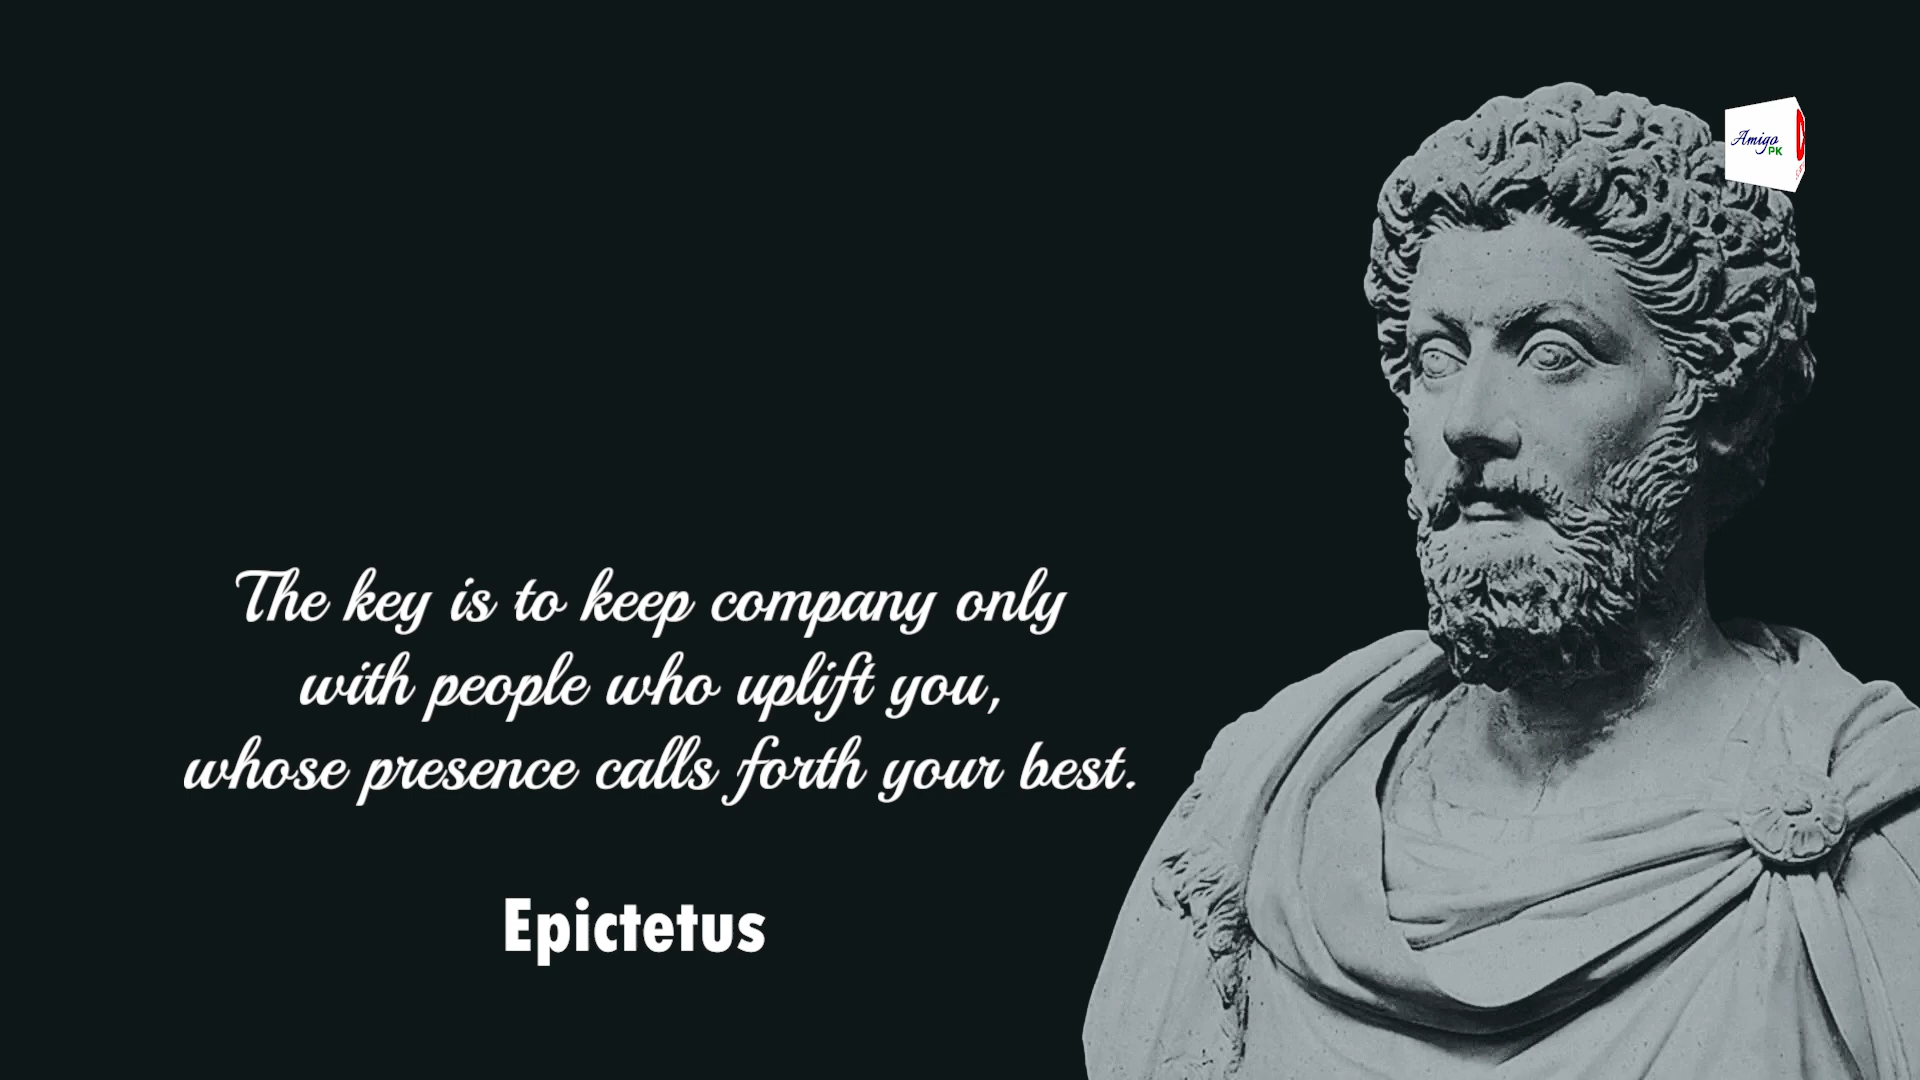 Amigo
PK
The key is to keep company only
with people who uplift you,
whose presence calls forth your best.
Epictetus